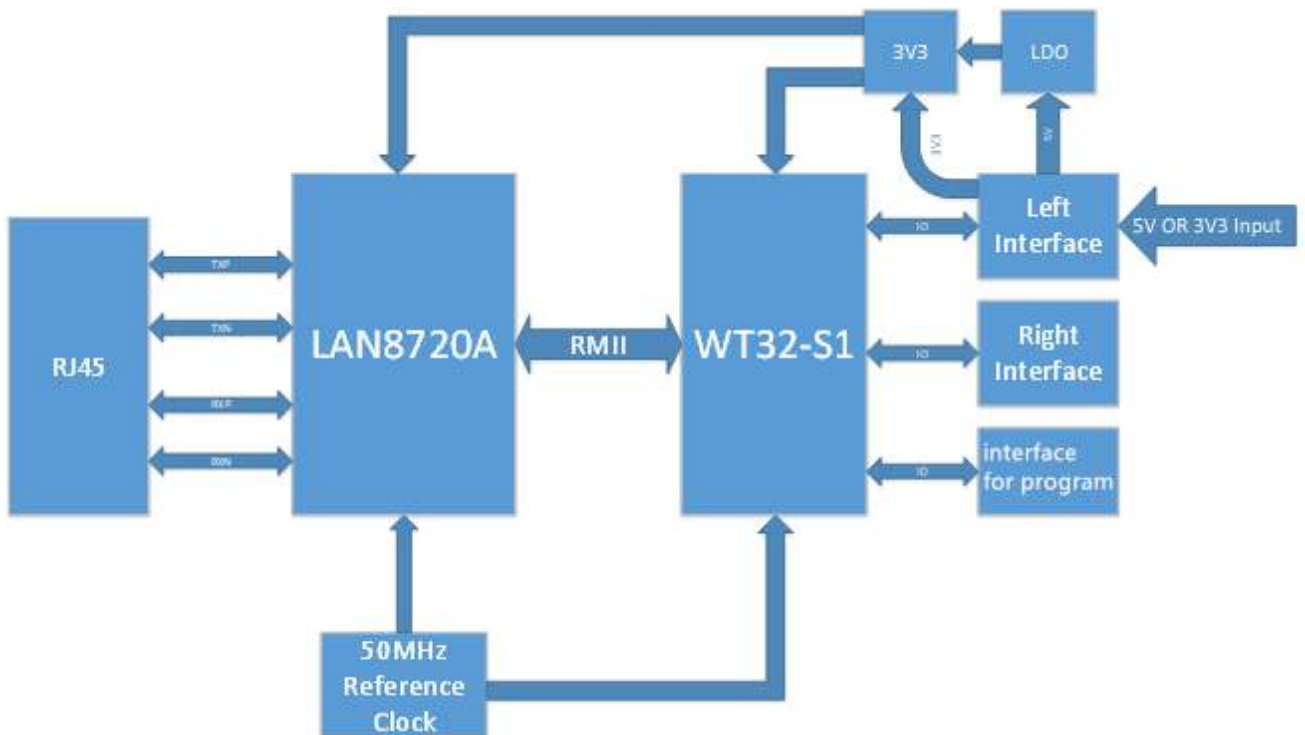 3V3
LDO
3V3
5V
Left
Interface
5V OR 3V3 Input
IO
TXP
TXN
RXP
RXN
RJ45
LAN8720A
RMII
WT32-S1
IO
Right
Interface
IO
interface
for program
50MHz
Reference
Clock